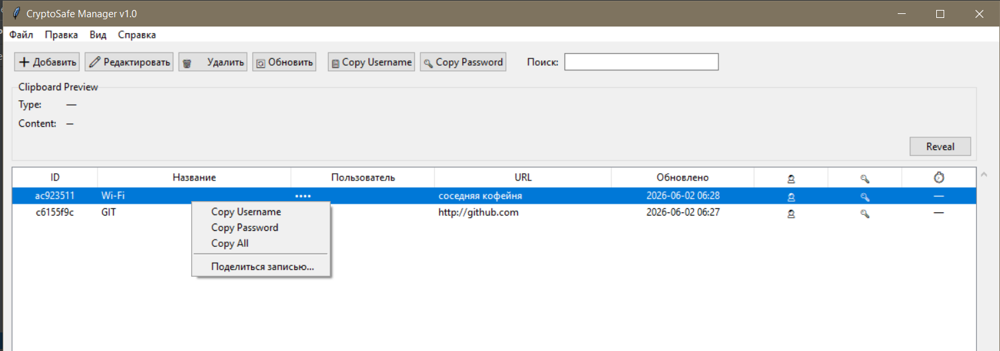 CryptoSafe Manager v1.0
Файл Правка Вид Справка
Добавить Редактировать Удалить Обновить Copy Username Copy Password Поиск:
Clipboard Preview
Type: —
Content: —
Reveal
ID Название Пользователь URL Обновлено
ac923511 Wi-Fi •••• соседняя кофейня 2026-06-02 06:28 —
c6155f9c GIT http://github.com 2026-06-02 06:27 —
Copy Username
Copy Password
Copy All
Поделиться записью...